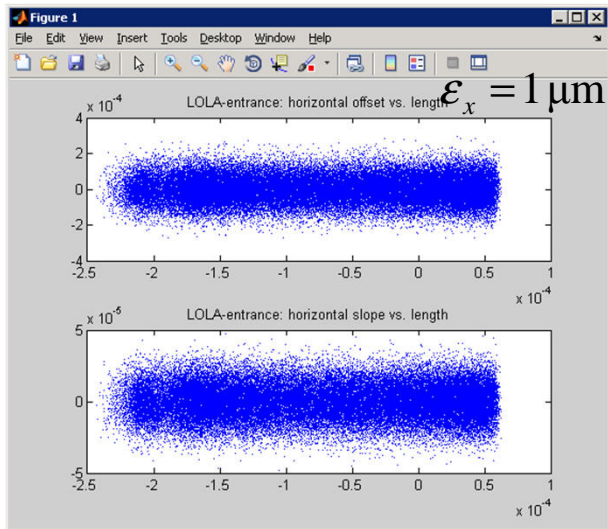 Figure 1
File Edit View Insert Tools Desktop Window Help
εx = 1 μm
x 10^-4
LOLA-entrance: horizontal offset vs. length
4
2
0
-2
-4
-2.5 -2 -1.5 -1 -0.5 0 0.5 1
x 10^-4
x 10^-5
LOLA-entrance: horizontal slope vs. length
5
0
-5
-2.5 -2 -1.5 -1 -0.5 0 0.5 1
x 10^-4